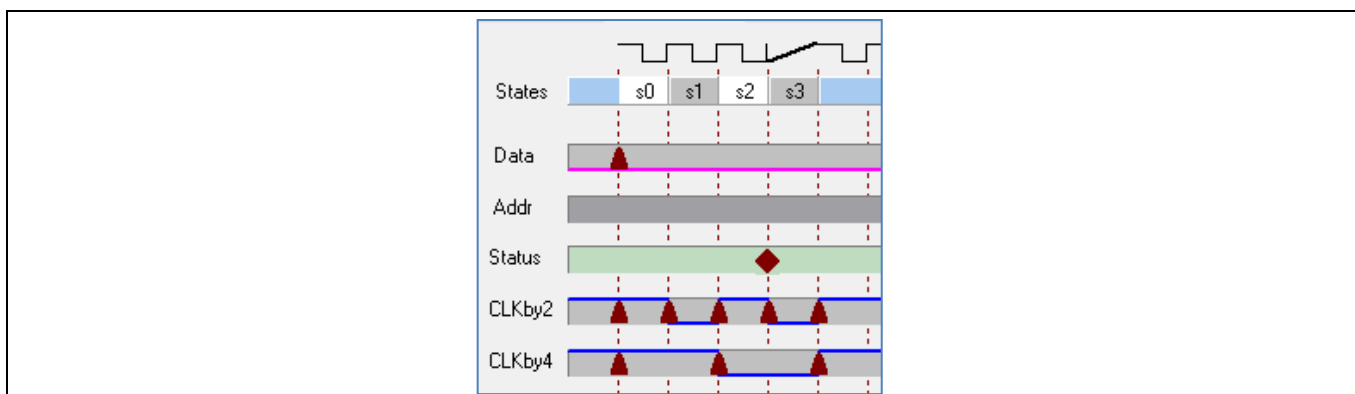 States s0 s1 s2 s3
Data
Addr
Status
CLKby2
CLKby4